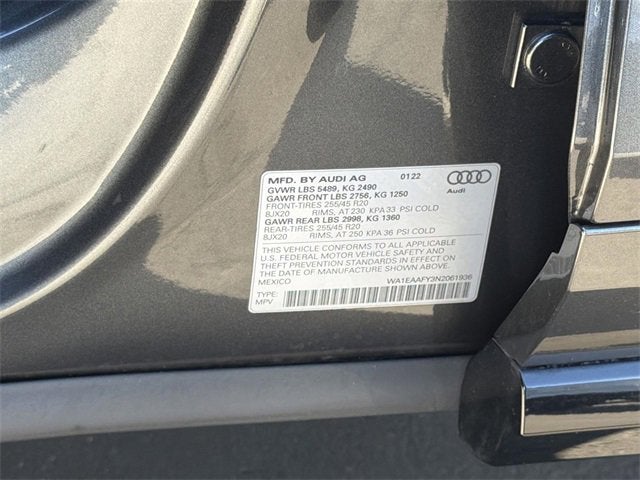 MFD. BY AUDI AG 01/22
GVWR LBS 5489, KG 2490
GAWR FRONT LBS 2756, KG 1250
FRONT-TIRES 255/45 R20
8JX20 RIMS, AT 230 KPA 33 PSI COLD
GAWR REAR LBS 2998, KG 1360
REAR-TIRES 255/45 R20
8JX20 RIMS, AT 250 KPA 36 PSI COLD
THIS VEHICLE CONFORMS TO ALL APPLICABLE
U.S. FEDERAL MOTOR VEHICLE SAFETY AND
THEFT PREVENTION STANDARDS IN EFFECT ON
THE DATE OF MANUFACTURE SHOWN ABOVE.
MEXICO WA1EAAFY3N2061936
TYPE:
MPV
Audi